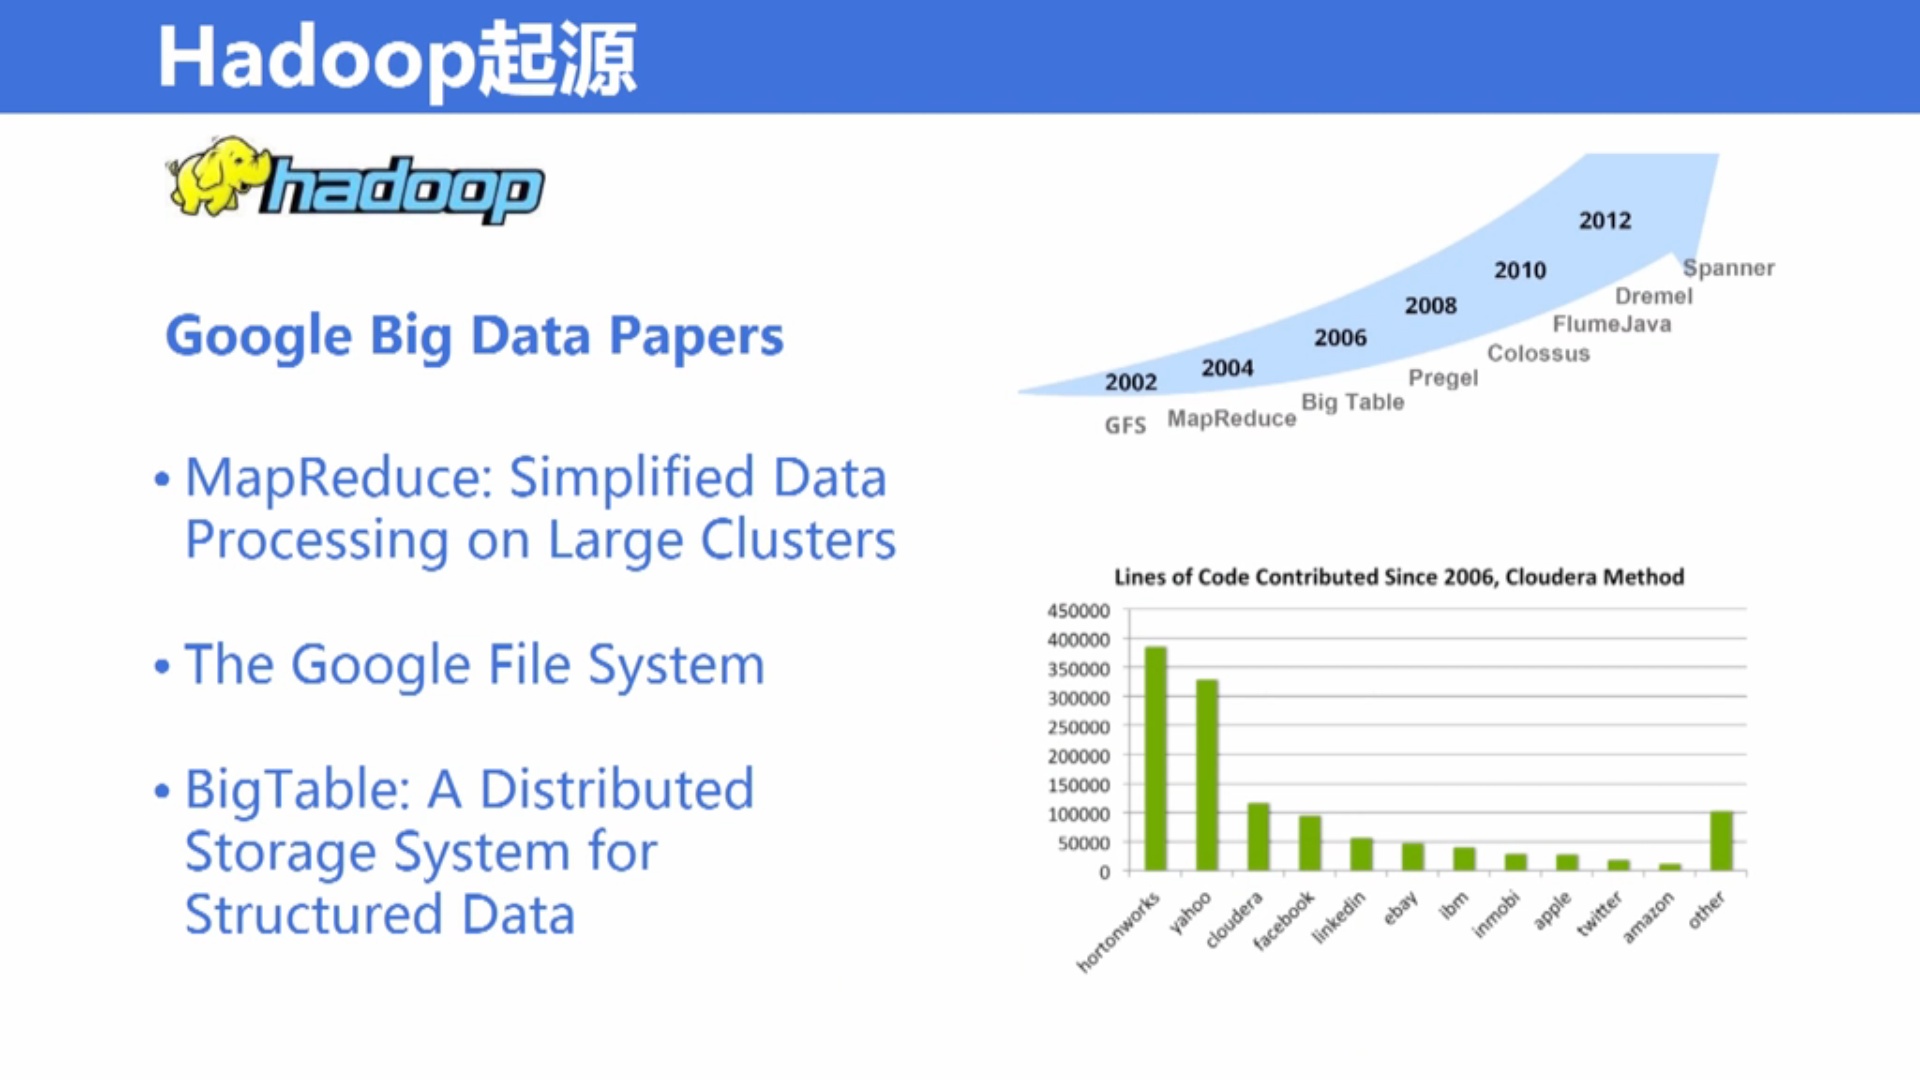 Hadoop起源
hadoop
Google Big Data Papers
• MapReduce: Simplified Data
Processing on Large Clusters
• The Google File System
• BigTable: A Distributed
Storage System for
Structured Data
2002
2004
2006
2008
2010
2012
GFS
MapReduce
Big Table
Pregel
Colossus
FlumeJava
Dremel
Spanner
Lines of Code Contributed Since 2006, Cloudera Method
450000
400000
350000
300000
250000
200000
150000
100000
50000
0
hortonworks
yahoo
cloudera
facebook
linkedin
ebay
ibm
inmobi
apple
twitter
amazon
other